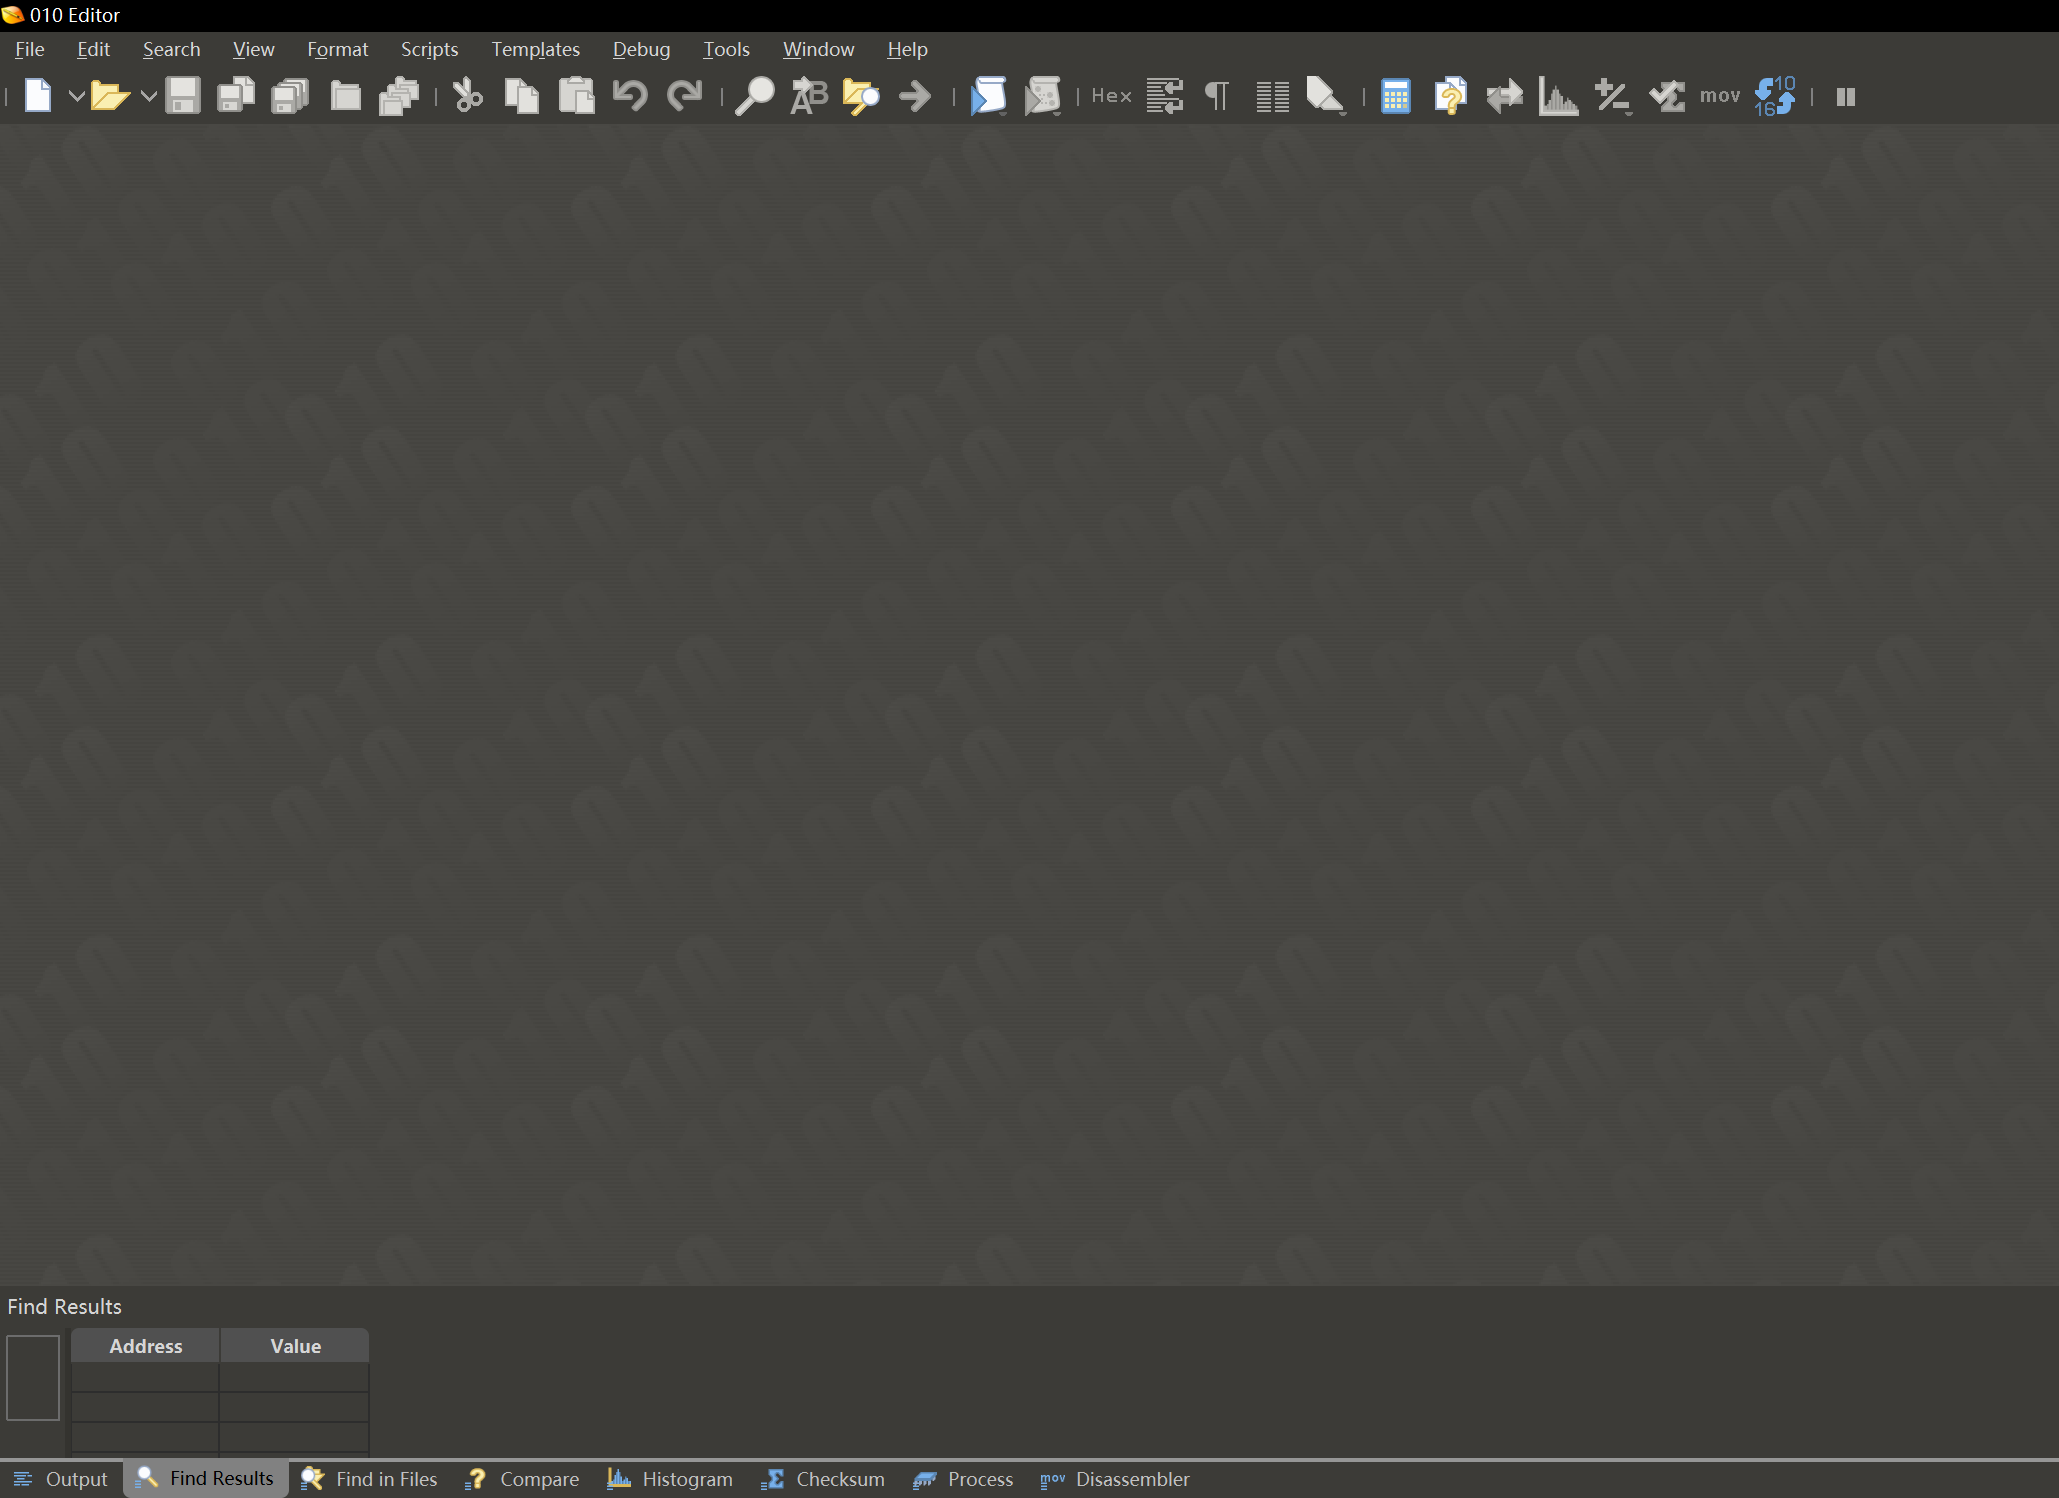 010 Editor
File Edit Search View Format Scripts Templates Debug Tools Window Help
Hex mov 10 16
Find Results
Address Value
Output Find Results Find in Files Compare Histogram Checksum Process mov Disassembler